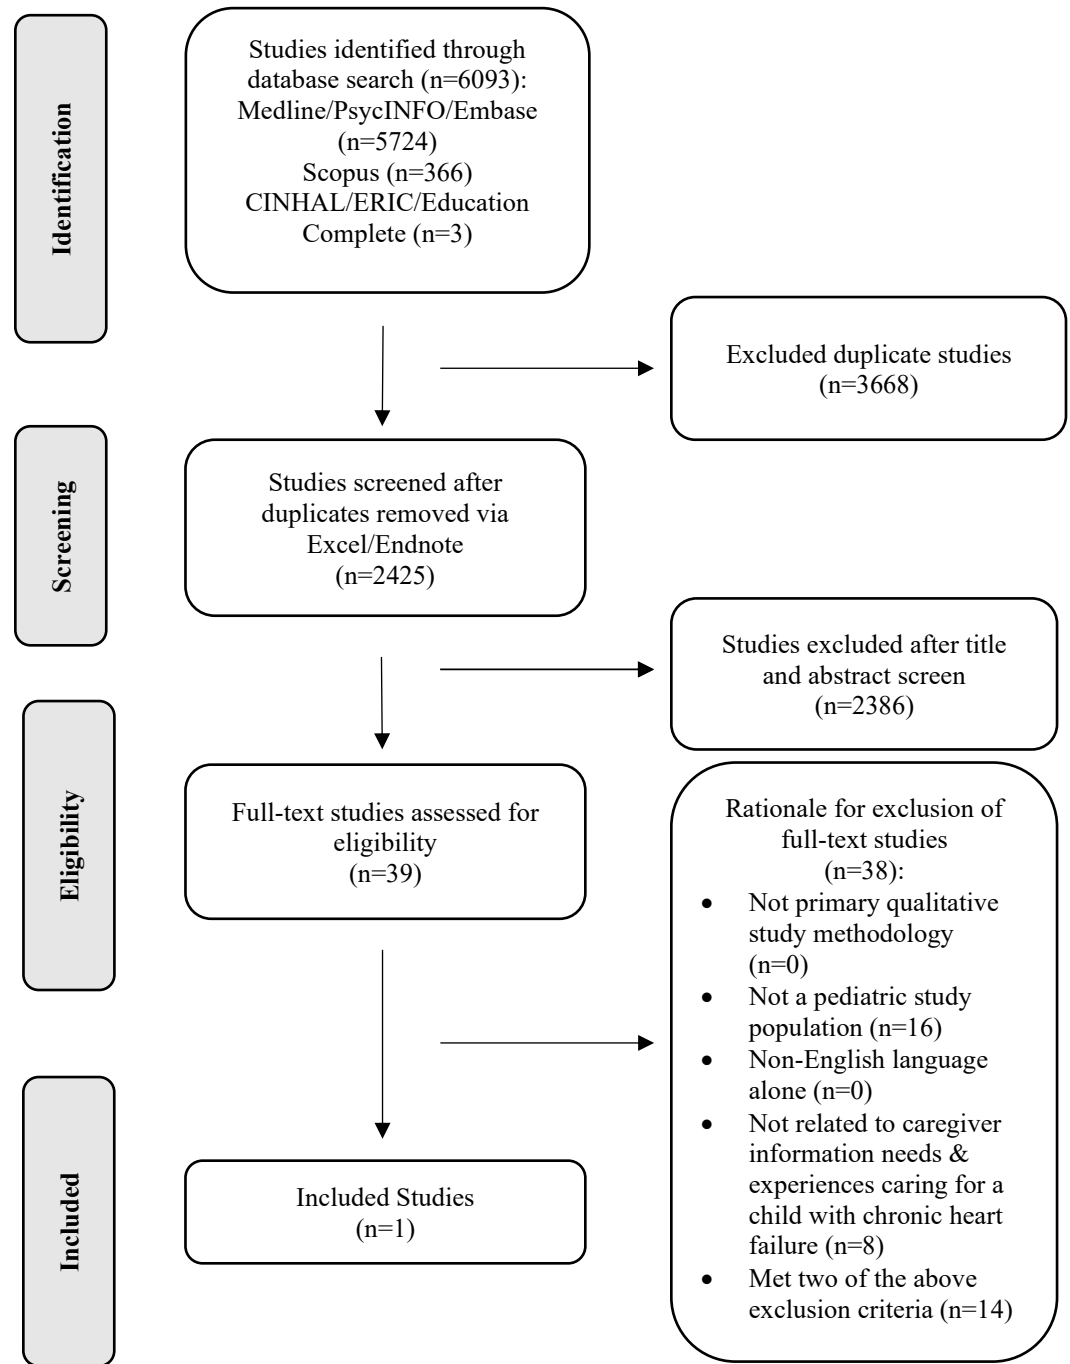 Identification
Studies identified through
database search (n=6093):
Medline/PsycINFO/Embase
(n=5724)
Scopus (n=366)
CINHAL/ERIC/Education
Complete (n=3)
Excluded duplicate studies
(n=3668)
Screening
Studies screened after
duplicates removed via
Excel/Endnote
(n=2425)
Studies excluded after title
and abstract screen
(n=2386)
Eligibility
Full-text studies assessed for
eligibility
(n=39)
Rationale for exclusion of
full-text studies
(n=38):
• Not primary qualitative
study methodology
(n=0)
• Not a pediatric study
population (n=16)
• Non-English language
alone (n=0)
• Not related to caregiver
information needs &
experiences caring for a
child with chronic heart
failure (n=8)
• Met two of the above
exclusion criteria (n=14)
Included
Included Studies
(n=1)